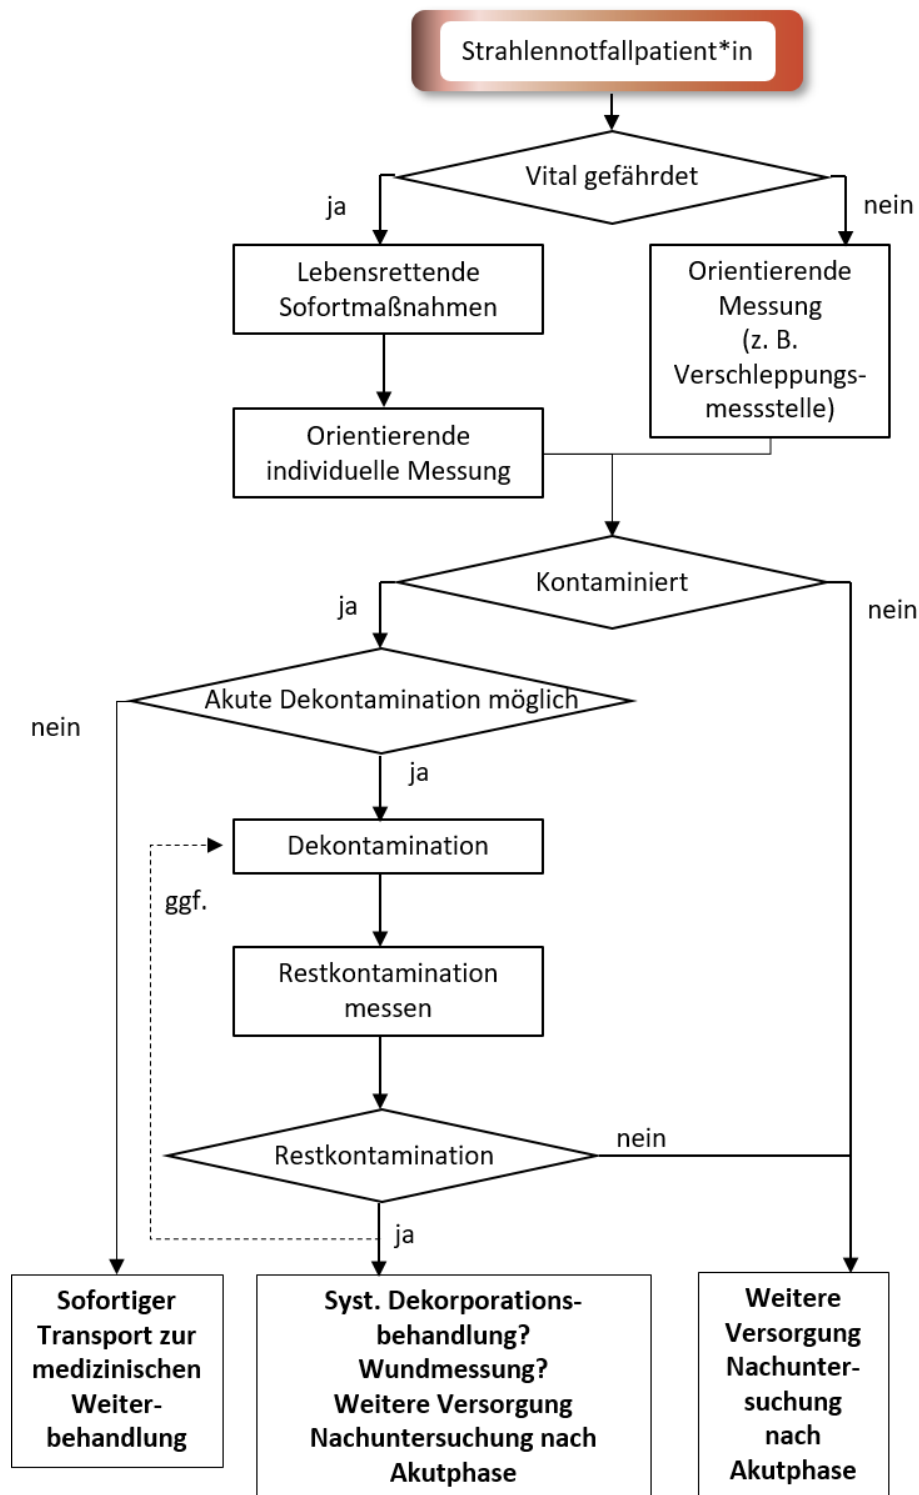 Strahlennotfallpatient*in
Vital gefährdet
ja
nein
Lebensrettende
Sofortmaßnahmen
Orientierende
Messung
(z. B.
Verschleppungs-
messstelle)
Orientierende
individuelle Messung
Kontaminiert
ja
nein
Akute Dekontamination möglich
nein
ja
Dekontamination
ggf.
Restkontamination
messen
Restkontamination
nein
ja
Sofortiger
Transport zur
medizinischen
Weiter-
behandlung
Syst. Dekorporations-
behandlung?
Wundmessung?
Weitere Versorgung
Nachuntersuchung nach
Akutphase
Weitere
Versorgung
Nachunter-
suchung
nach
Akutphase